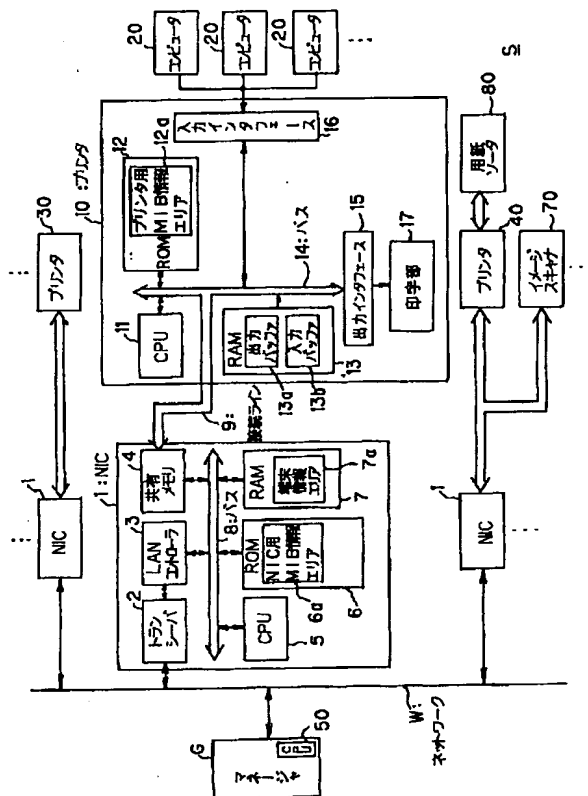 コンピュータ
20
コンピュータ
20
コンピュータ
20
10:プリンタ
12
プリンタ用
MIB情報
エリア
12a
ROM
入力インタフェース
16
11
CPU
14:バス
RAM
出力
バッファ
入力
バッファ
13a
13b
13
出力インタフェース
15
印字部
17
30
プリンタ
9:
接続ライン
1
NIC
1:NIC
2
トラン
シーバ
3
LAN
コントローラ
4
共有
メモリ
8:バス
CPU
5
ROM
NIC用
MIB情報
エリア
6a
6
RAM
端末
情報
エリア
7a
7
80
用紙
ソータ
40
プリンタ
70
イメージ
スキャナ
1
NIC
W:
ネットワーク
G
マネージャ
CPU
50
S